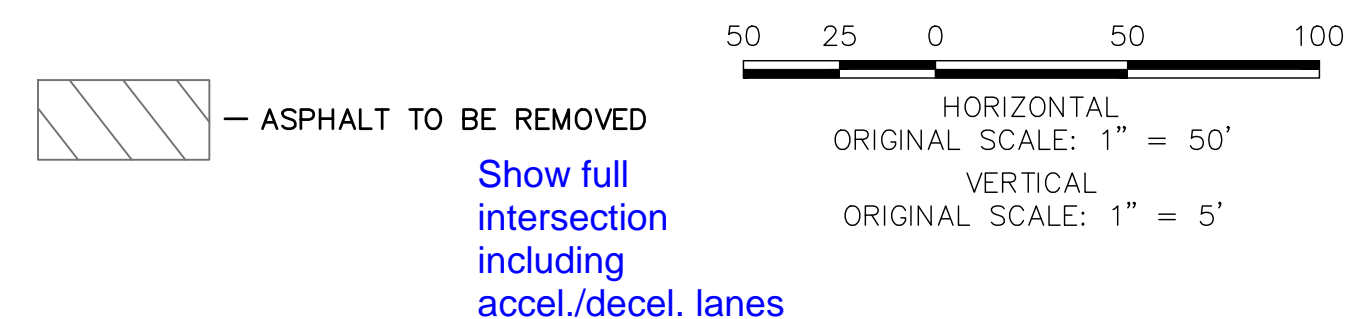 50 25 0 50 100
— ASPHALT TO BE REMOVED
HORIZONTAL
ORIGINAL SCALE: 1" = 50'
VERTICAL
ORIGINAL SCALE: 1" = 5'
Show full
intersection
including
accel./decel. lanes